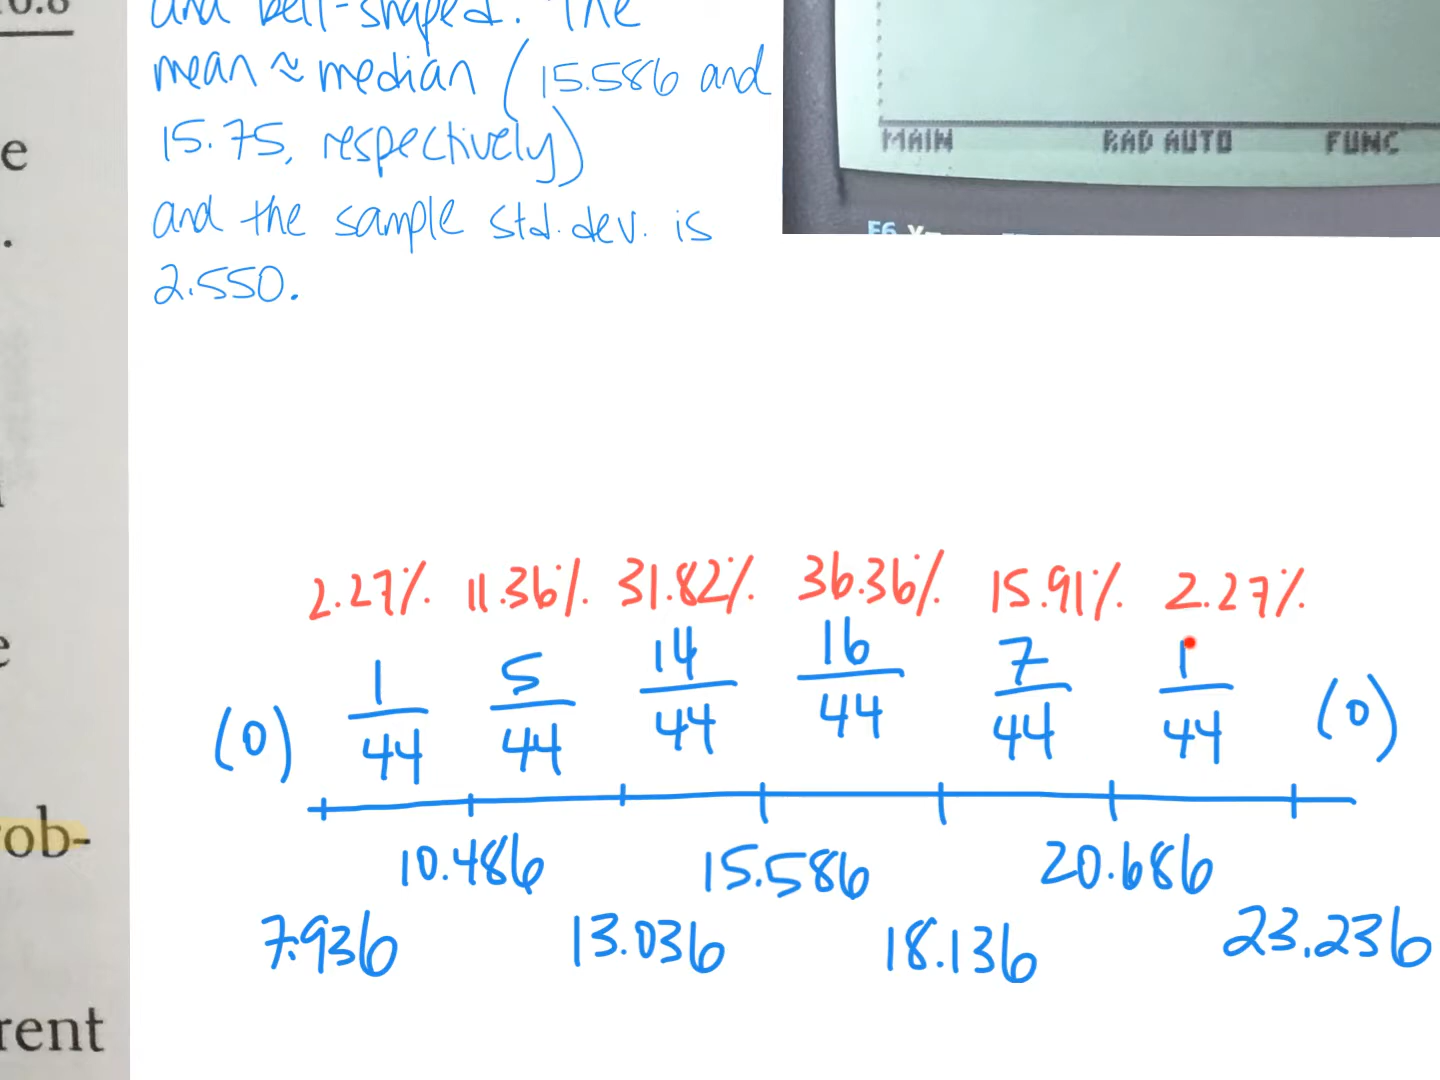 and bell-shaped. The
mean ≈ median (15.586 and
15.75, respectively)
and the sample std. dev. is
2.550.
MAIN RAD AUTO FUNC
F6
e
.
e
ob-
rent
2.27% 11.36% 31.82% 36.36% 15.91% 2.27%
(0) 1/44 5/44 14/44 16/44 7/44 1/44 (0)
10.486 15.586 20.686
7.936 13.036 18.136 23.236